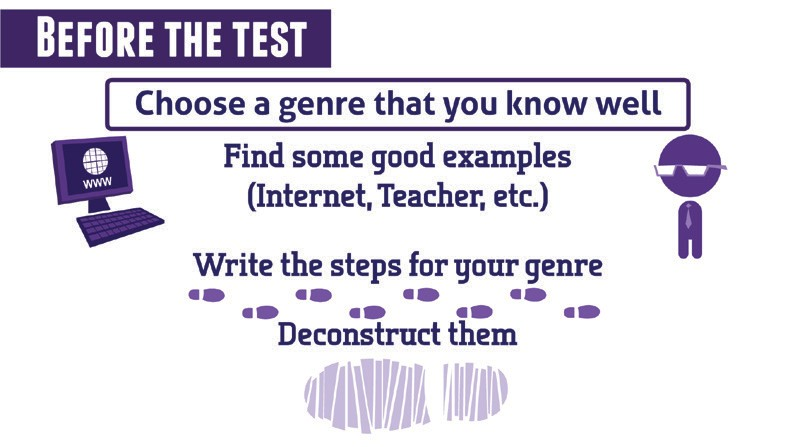 BEFORE THE TEST
Choose a genre that you know well
Find some good examples
(Internet, Teacher, etc.)
WWW
Write the steps for your genre
Deconstruct them